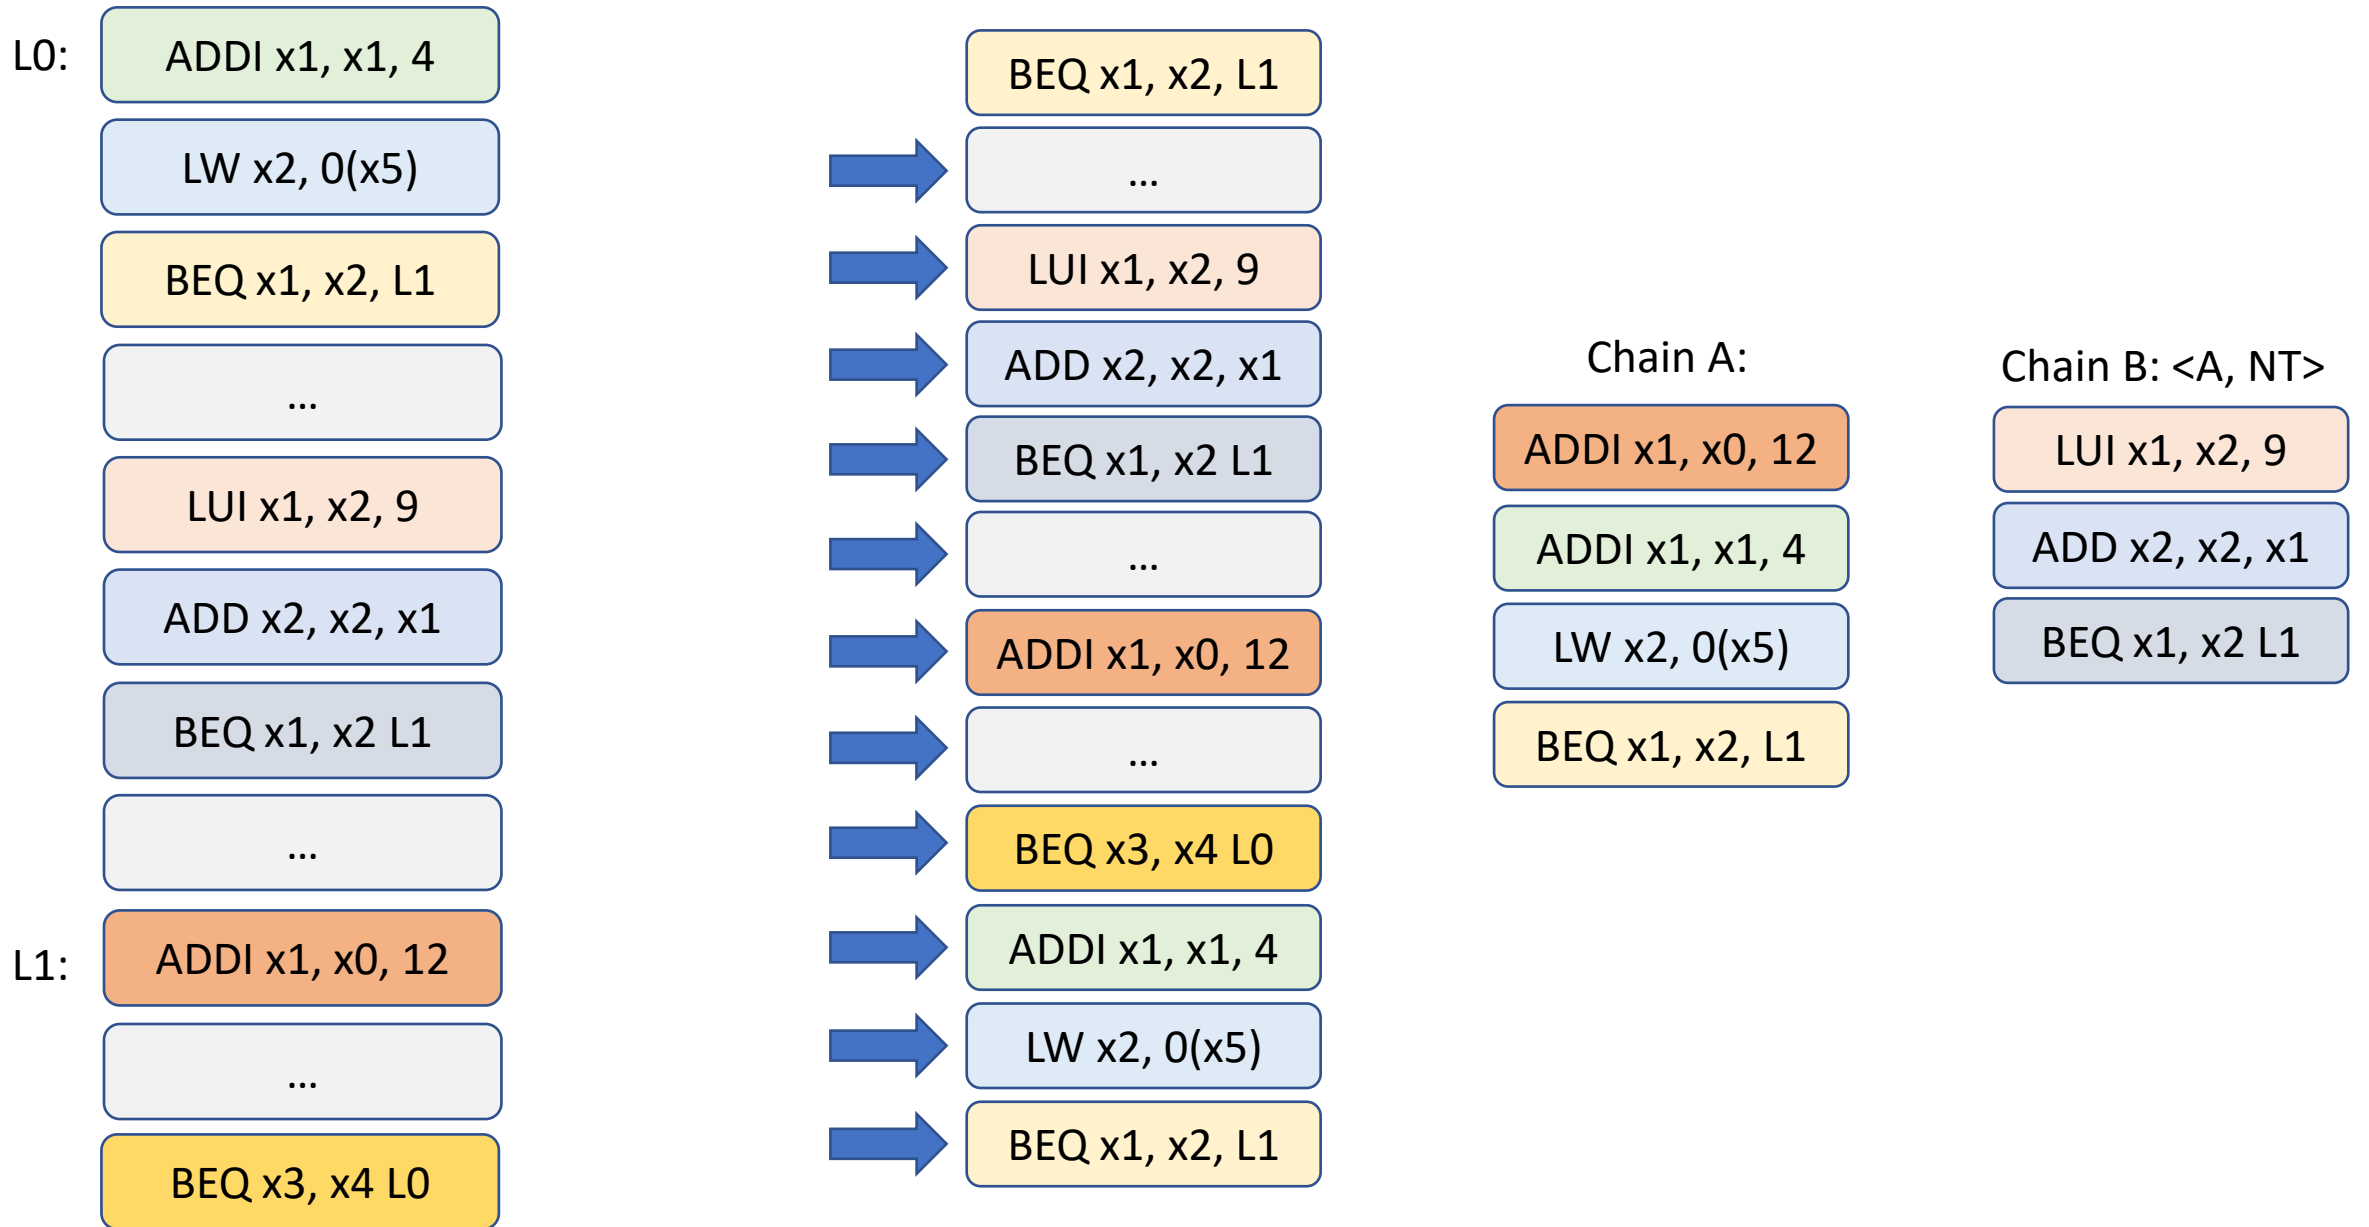 L0:
ADDI x1, x1, 4
LW x2, 0(x5)
BEQ x1, x2, L1
...
LUI x1, x2, 9
ADD x2, x2, x1
BEQ x1, x2 L1
...
L1:
ADDI x1, x0, 12
...
BEQ x3, x4 L0
BEQ x1, x2, L1
...
LUI x1, x2, 9
ADD x2, x2, x1
BEQ x1, x2 L1
...
ADDI x1, x0, 12
...
BEQ x3, x4 L0
ADDI x1, x1, 4
LW x2, 0(x5)
BEQ x1, x2, L1
Chain A:
ADDI x1, x0, 12
ADDI x1, x1, 4
LW x2, 0(x5)
BEQ x1, x2, L1
Chain B: <A, NT>
LUI x1, x2, 9
ADD x2, x2, x1
BEQ x1, x2 L1